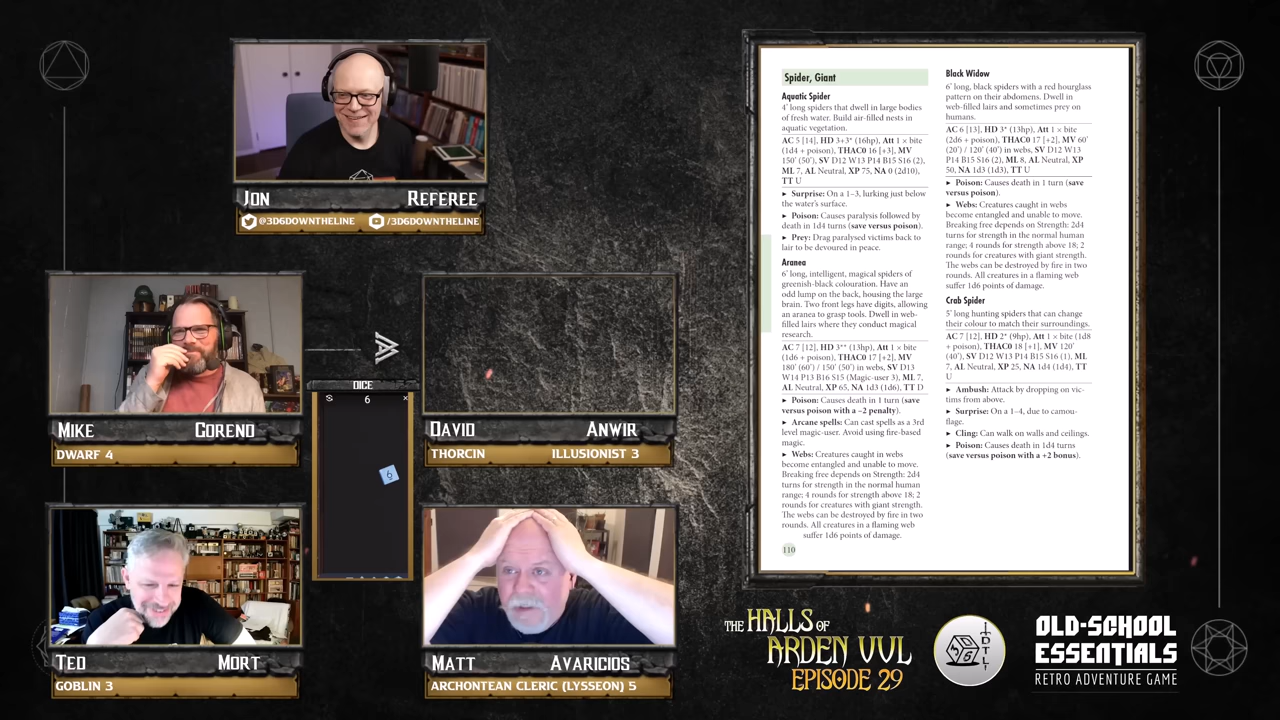 JON REFEREE
@3D6DOWNTHELINE /3D6DOWNTHELINE
MIKE GOREND
DWARF 4
DICE
6
6
DAVID ANWIR
THORCIN ILLUSIONIST 3
TED MORT
GOBLIN 3
MATT AVARICIOS
ARCHONTEAN CLERIC (LYSSEON) 5
Spider, Giant
Aquatic Spider
4' long spiders that dwell in large bodies
of fresh water. Build air-filled nests in
aquatic vegetation.
AC 5 [14], HD 3+3* (16hp), Att 1 × bite
(1d4 + poison), THAC0 16 [+3], MV
150' (50'), SV D12 W13 P14 B15 S16 (2),
ML 7, AL Neutral, XP 75, NA 0 (2d10),
TT U
► Surprise: On a 1–3, lurking just below
the water's surface.
► Poison: Causes paralysis followed by
death in 1d4 turns (save versus poison).
► Prey: Drag paralysed victims back to
lair to be devoured in peace.
Aranea
6' long, intelligent, magical spiders of
greenish-black colouration. Have an
odd lump on the back, housing the large
brain. Two front legs have digits, allowing
an aranea to grasp tools. Dwell in web-
filled lairs where they conduct magical
research.
AC 7 [12], HD 3** (13hp), Att 1 × bite
(1d6 + poison), THAC0 17 [+2], MV
180' (60') / 150' (50') in webs, SV D13
W14 P13 B16 S15 (Magic-user 3), ML 7,
AL Neutral, XP 65, NA 1d3 (1d6), TT D
► Poison: Causes death in 1 turn (save
versus poison with a –2 penalty).
► Arcane spells: Can cast spells as a 3rd
level magic-user. Avoid using fire-based
magic.
► Webs: Creatures caught in webs
become entangled and unable to move.
Breaking free depends on Strength: 2d4
turns for strength in the normal human
range; 4 rounds for strength above 18; 2
rounds for creatures with giant strength.
The webs can be destroyed by fire in two
rounds. All creatures in a flaming web
suffer 1d6 points of damage.
110
Black Widow
6' long, black spiders with a red hourglass
pattern on their abdomens. Dwell in
web-filled lairs and sometimes prey on
humans.
AC 6 [13], HD 3* (13hp), Att 1 × bite
(2d6 + poison), THAC0 17 [+2], MV 60'
(20') / 120' (40') in webs, SV D12 W13
P14 B15 S16 (2), ML 8, AL Neutral, XP
50, NA 1d3 (1d3), TT U
► Poison: Causes death in 1 turn (save
versus poison).
► Webs: Creatures caught in webs
become entangled and unable to move.
Breaking free depends on Strength: 2d4
turns for strength in the normal human
range; 4 rounds for strength above 18; 2
rounds for creatures with giant strength.
The webs can be destroyed by fire in two
rounds. All creatures in a flaming web
suffer 1d6 points of damage.
Crab Spider
5' long hunting spiders that can change
their colour to match their surroundings.
AC 7 [12], HD 2* (9hp), Att 1 × bite (1d8
+ poison), THAC0 18 [+1], MV 120'
(40'), SV D12 W13 P14 B15 S16 (1), ML
7, AL Neutral, XP 25, NA 1d4 (1d4), TT
U
► Ambush: Attack by dropping on vic-
tims from above.
► Surprise: On a 1–4, due to camou-
flage.
► Cling: Can walk on walls and ceilings.
► Poison: Causes death in 1d4 turns
(save versus poison with a +2 bonus).
THE HALLS OF
ARDEN VUL
EPISODE 29
3D6
DTL
OLD-SCHOOL
ESSENTIALS
RETRO ADVENTURE GAME